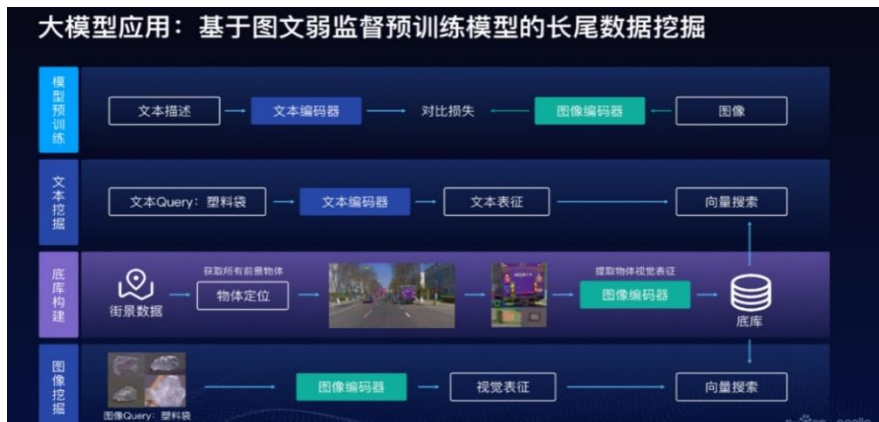 大模型应用：基于图文弱监督预训练模型的长尾数据挖掘
模型预训练
文本描述
文本编码器
对比损失
图像编码器
图像
文本挖掘
文本Query：塑料袋
文本编码器
文本表征
向量搜索
底库构建
街景数据
获取所有前景物体
物体定位
提取物体视觉表征
图像编码器
底库
图像挖掘
图像Query：塑料袋
图像编码器
视觉表征
向量搜索